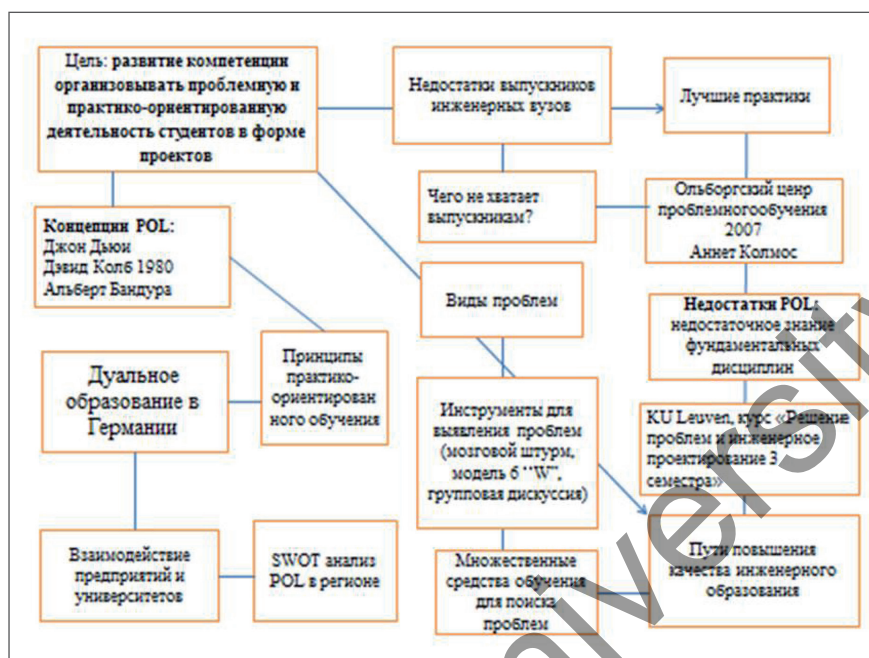 Цель: развитие компетенции
организовывать проблемную и
практико-ориентированную
деятельность студентов в форме
проектов
Недостатки выпускников
инженерных вузов
Лучшие практики
Чего не хватает
выпускникам?
Ольборгский ценр
проблемногообучения
2007
Аннет Колмос
Концепции POL:
Джон Дьюи
Дэвид Колб 1980
Альберт Бандура
Виды проблем
Недостатки POL:
недостаточное знание
фундаментальных
дисциплин
Принципы
практико-
ориентирован
ного обучения
Дуальное
образование в
Германии
Инструменты для
выявления проблем
(мозговой штурм,
модель 6 "W",
групповая дискуссия)
KU Leuven, курс «Решение
проблем и инженерное
проектирование 3
семестра»
Взаимодействие
предприятий и
университетов
SWOT анализ
POL в регионе
Множественные
средства обучения
для поиска
проблем
Пути повышения
качества инженерного
образования
University